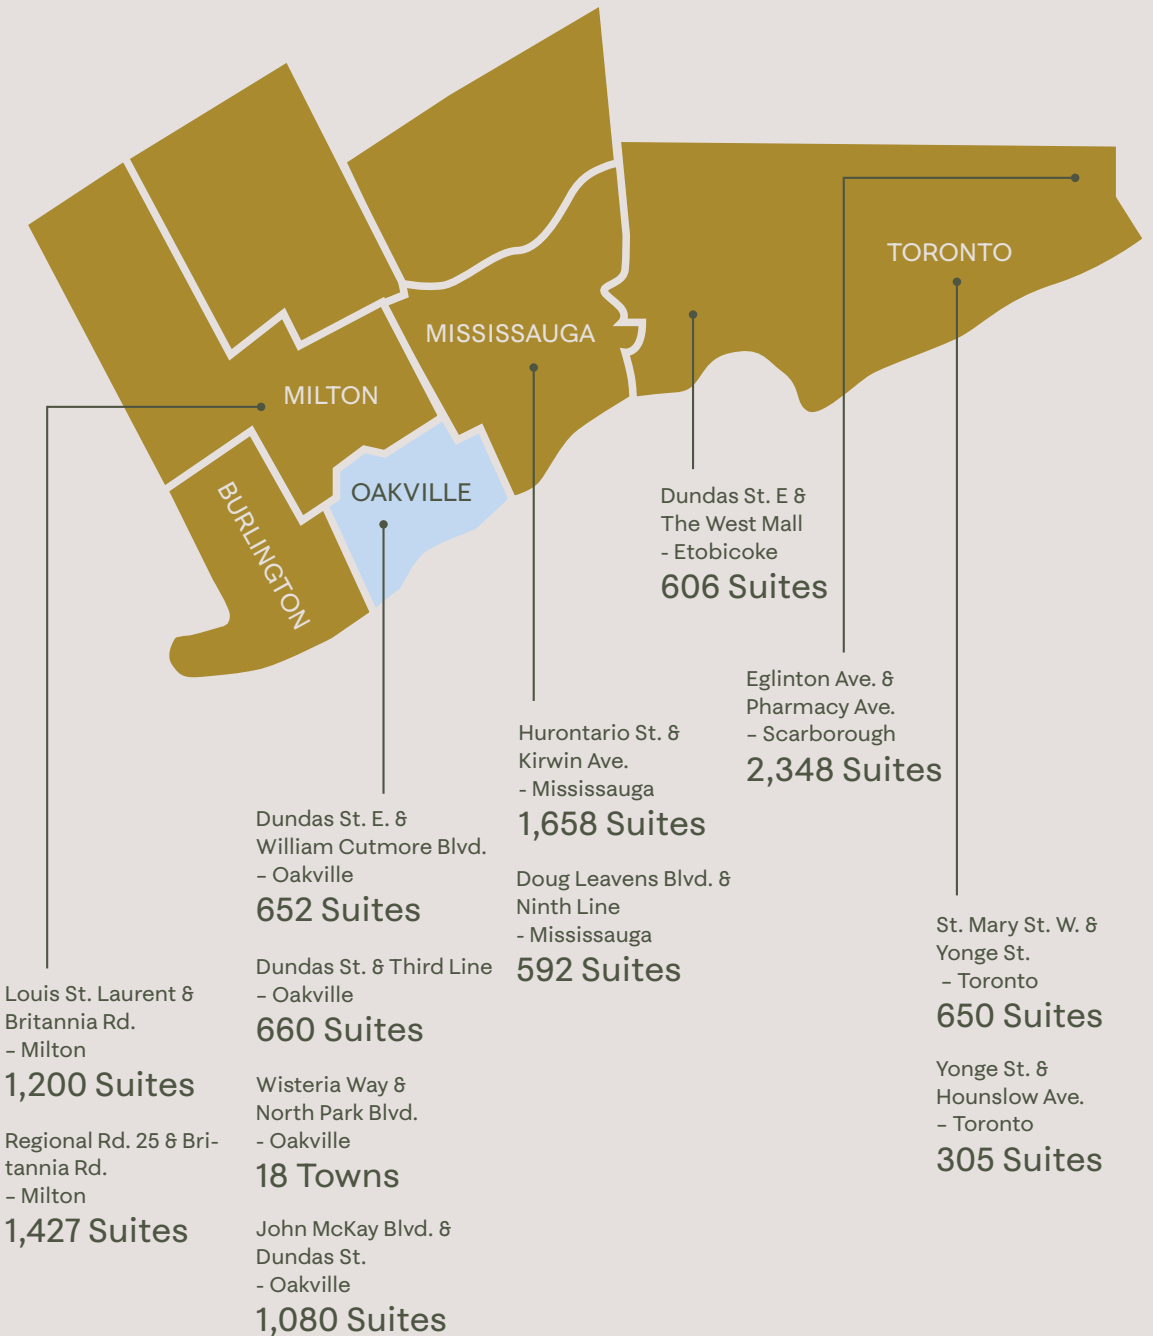 TORONTO
MISSISSAUGA
MILTON
OAKVILLE
BURLINGTON
Dundas St. E &
The West Mall
- Etobicoke
606 Suites
Eglinton Ave. &
Pharmacy Ave.
– Scarborough
2,348 Suites
Hurontario St. &
Kirwin Ave.
- Mississauga
1,658 Suites
Doug Leavens Blvd. &
Ninth Line
- Mississauga
592 Suites
Dundas St. E. &
William Cutmore Blvd.
– Oakville
652 Suites
Dundas St. & Third Line
– Oakville
660 Suites
Wisteria Way &
North Park Blvd.
- Oakville
18 Towns
John McKay Blvd. &
Dundas St.
- Oakville
1,080 Suites
St. Mary St. W. &
Yonge St.
– Toronto
650 Suites
Yonge St. &
Hounslow Ave.
– Toronto
305 Suites
Louis St. Laurent &
Britannia Rd.
– Milton
1,200 Suites
Regional Rd. 25 & Bri-
tannia Rd.
– Milton
1,427 Suites